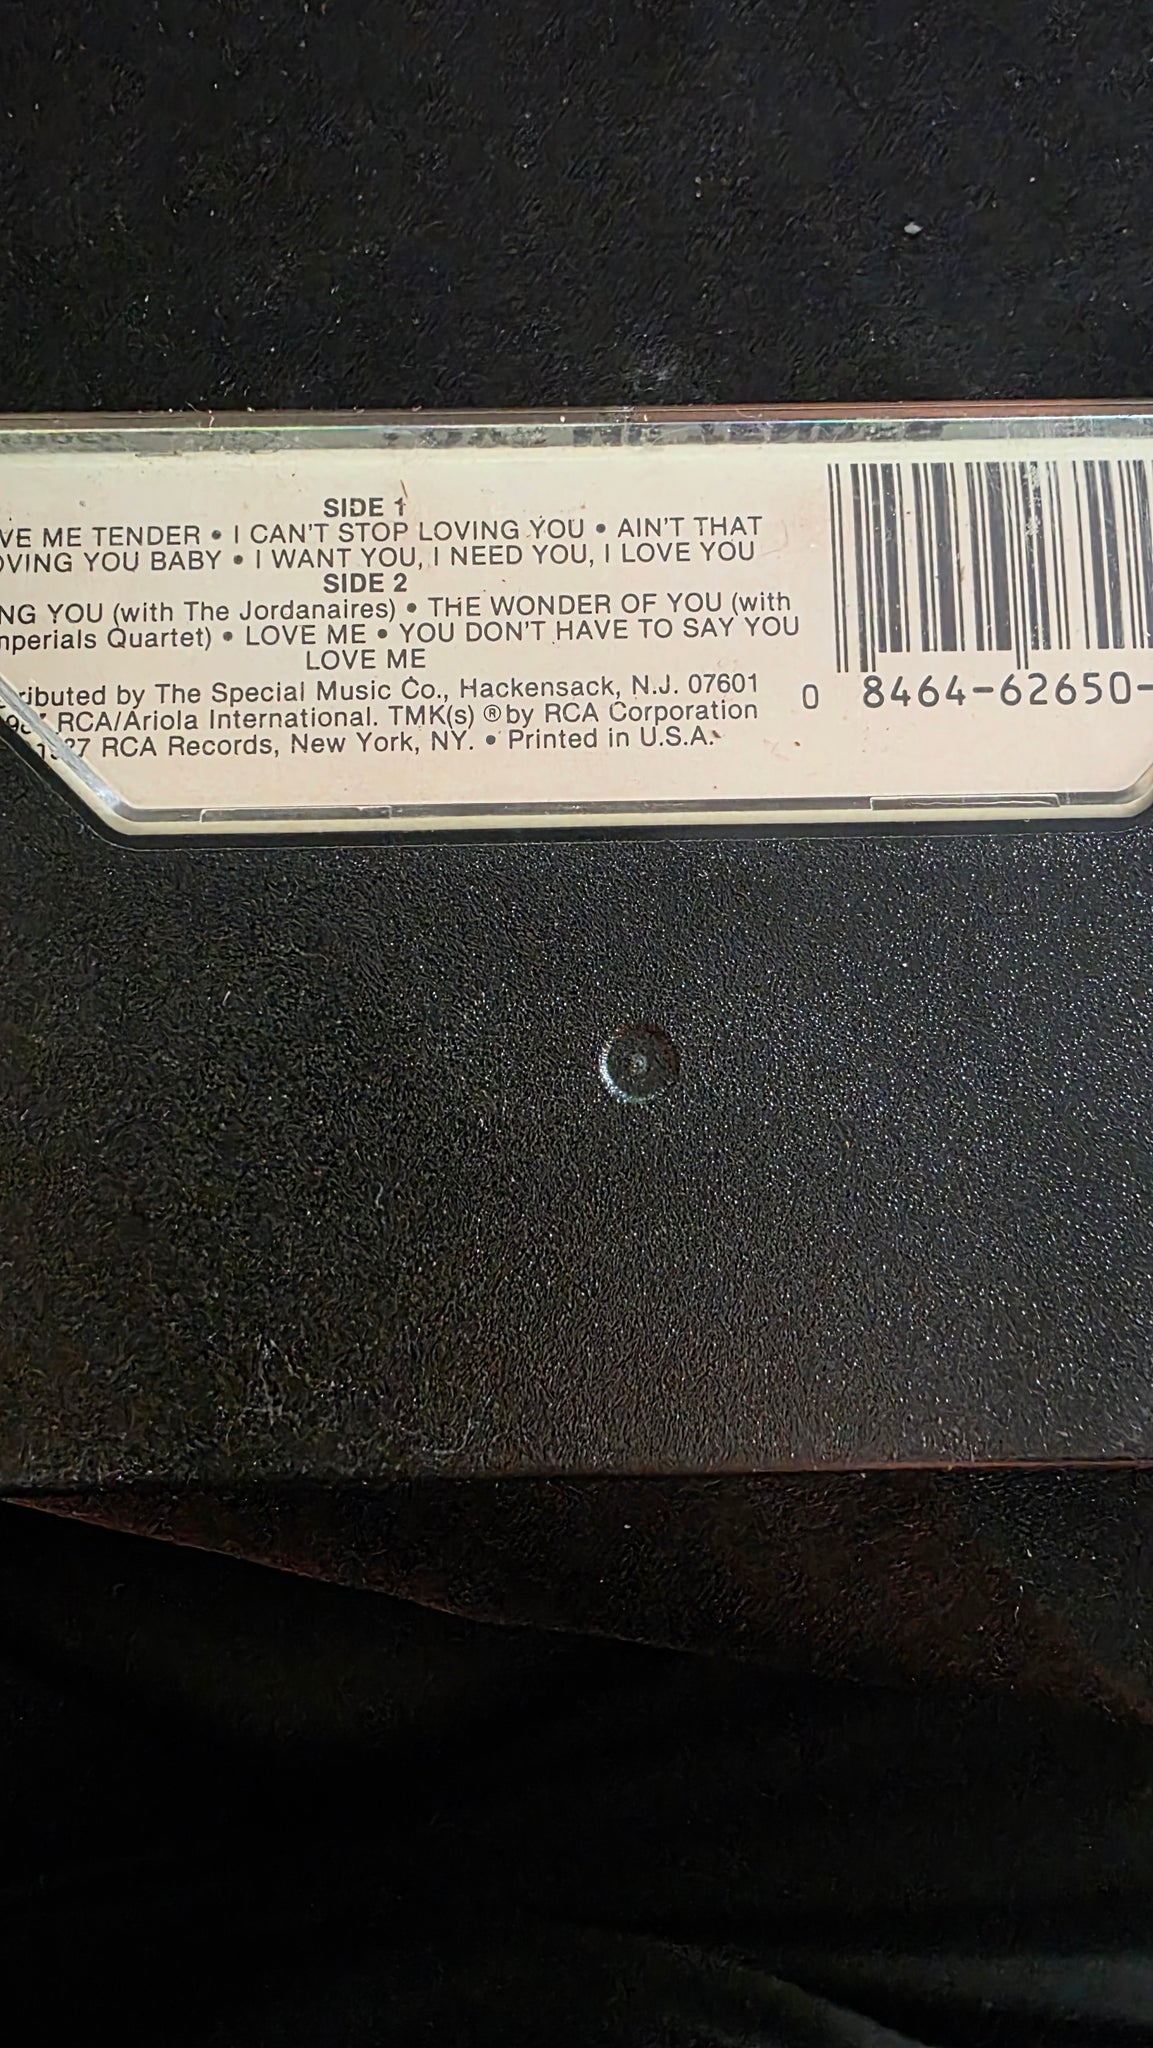 SIDE 1
VE ME TENDER • I CAN'T STOP LOVING YOU • AIN'T THAT
OVING YOU BABY • I WANT YOU, I NEED YOU, I LOVE YOU
SIDE 2
NG YOU (with The Jordanaires) • THE WONDER OF YOU (with
mperials Quartet) • LOVE ME • YOU DON'T HAVE TO SAY YOU
LOVE ME
ributed by The Special Music Co., Hackensack, N.J. 07601
RCA/Ariola International. TMK(s) ® by RCA Corporation
RCA Records, New York, NY. • Printed in U.S.A.
0 8464-62650-